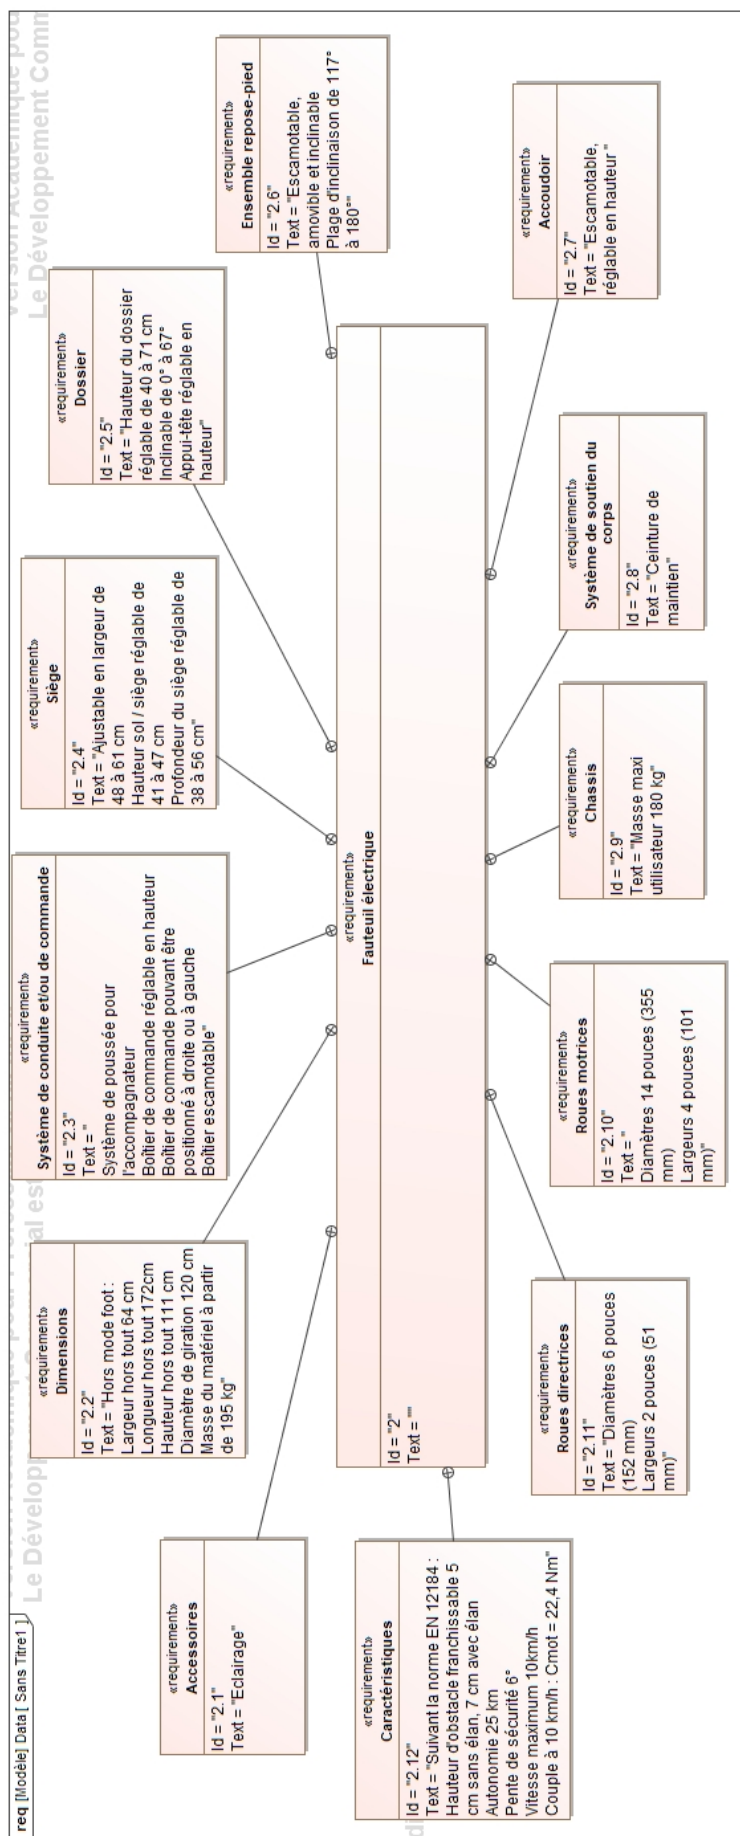 req [Modèle] Data [ Sans Titre1 ]
«requirement»
Accessoires
Id = "2.1"
Text = "Eclairage"
«requirement»
Dimensions
Id = "2.2"
Text = "Hors mode foot :
Largeur hors tout 64 cm
Longueur hors tout 172cm
Hauteur hors tout 111 cm
Diamètre de giration 120 cm
Masse du matériel à partir
de 195 kg"
«requirement»
Système de conduite et/ou de commande
Id = "2.3"
Text = "
Système de poussée pour
l'accompagnateur
Boîtier de commande réglable en hauteur
Boîtier de commande pouvant être
positionné à droite ou à gauche
Boîtier escamotable"
«requirement»
Siège
Id = "2.4"
Text = "Ajustable en largeur de
48 à 61 cm
Hauteur sol / siège réglable de
41 à 47 cm
Profondeur du siège réglable de
38 à 56 cm"
«requirement»
Dossier
Id = "2.5"
Text = "Hauteur du dossier
réglable de 40 à 71 cm
Inclinable de 0° à 67°
Appui-tête réglable en
hauteur"
«requirement»
Ensemble repose-pied
Id = "2.6"
Text = "Escamotable,
amovible et inclinable
Plage d'inclinaison de 117°
à 180°"
«requirement»
Fauteuil électrique
Id = "2"
Text = ""
«requirement»
Caractéristiques
Id = "2.12"
Text = "Suivant la norme EN 12184 :
Hauteur d'obstacle franchissable 5
cm sans élan, 7 cm avec élan
Autonomie 25 km
Pente de sécurité 6°
Vitesse maximum 10km/h
Couple à 10 km/h : Cmot = 22,4 Nm"
«requirement»
Roues directrices
Id = "2.11"
Text = "Diamètres 6 pouces
(152 mm)
Largeurs 2 pouces (51
mm)"
«requirement»
Roues motrices
Id = "2.10"
Text = "
Diamètres 14 pouces (355
mm)
Largeurs 4 pouces (101
mm)"
«requirement»
Chassis
Id = "2.9"
Text = "Masse maxi
utilisateur 180 kg"
«requirement»
Système de soutien du
corps
Id = "2.8"
Text = "Ceinture de
maintien"
«requirement»
Accoudoir
Id = "2.7"
Text = "Escamotable,
réglable en hauteur"
Le Développement Comm